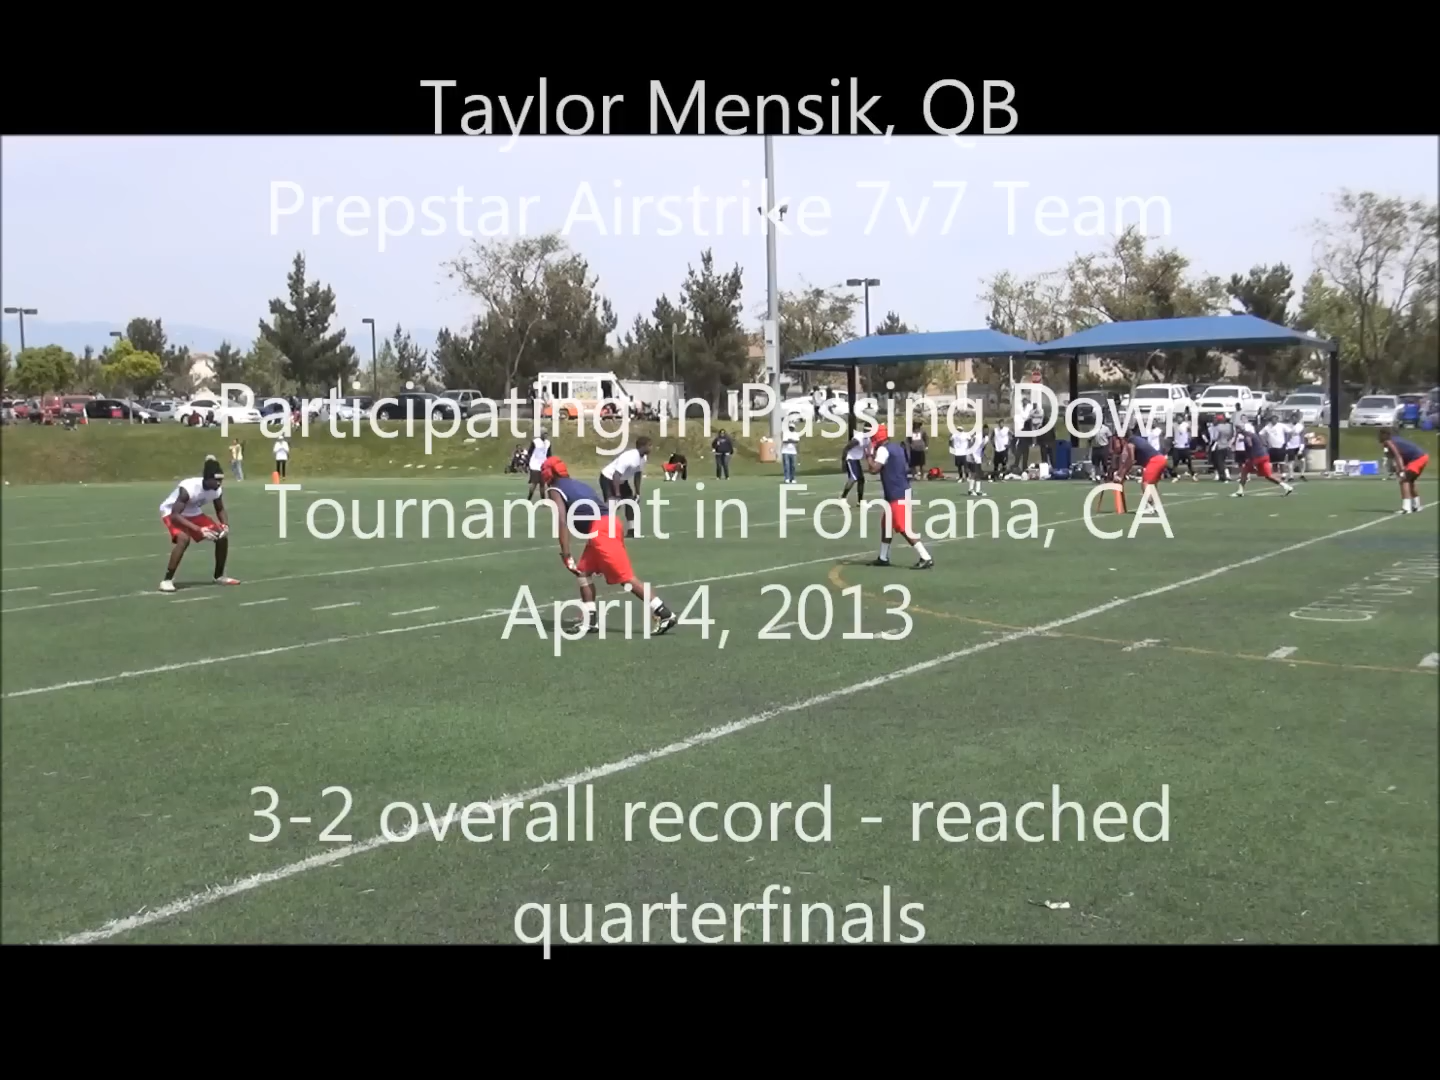 Taylor Mensik, QB
Prepstar Airstrike 7v7 Team
Participating in Passing Down
Tournament in Fontana, CA
April 4, 2013
3-2 overall record - reached
quarterfinals